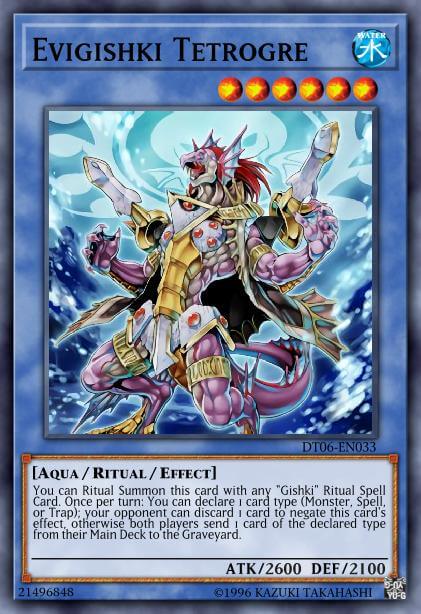 EVIGISHKI TETROGRE
WATER
水
DT06-EN033
[AQUA / RITUAL / EFFECT]
You can Ritual Summon this card with any "Gishki" Ritual Spell
Card. Once per turn: You can declare 1 card type (Monster, Spell,
or Trap); your opponent can discard 1 card to negate this card's
effect, otherwise both players send 1 card of the declared type
from their Main Deck to the Graveyard.
ATK/2600 DEF/2100
21496848
©1996 KAZUKI TAKAHASHI